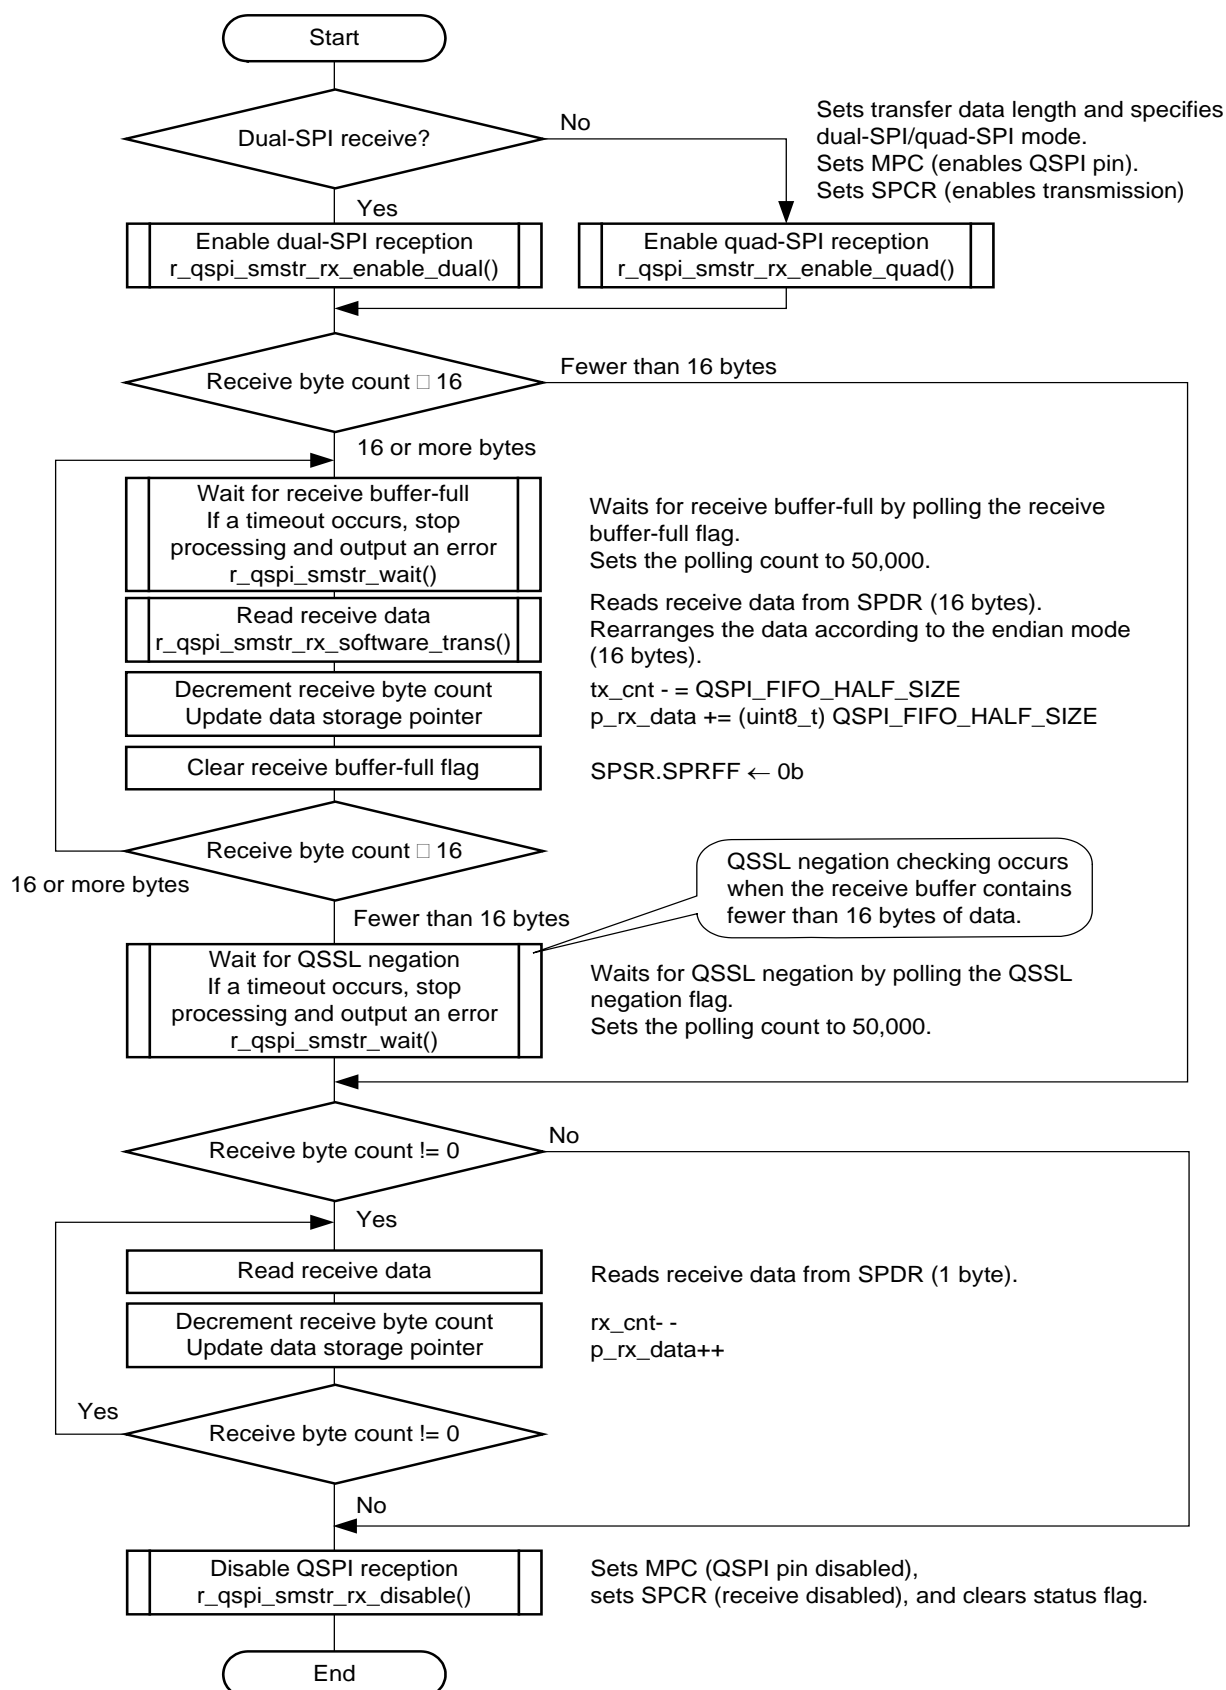 Start
Dual-SPI receive?
No
Sets transfer data length and specifies
dual-SPI/quad-SPI mode.
Sets MPC (enables QSPI pin).
Sets SPCR (enables transmission)
Yes
Enable dual-SPI reception
r_qspi_smstr_rx_enable_dual()
Enable quad-SPI reception
r_qspi_smstr_rx_enable_quad()
Receive byte count □ 16
Fewer than 16 bytes
16 or more bytes
Wait for receive buffer-full
If a timeout occurs, stop
processing and output an error
r_qspi_smstr_wait()
Waits for receive buffer-full by polling the receive
buffer-full flag.
Sets the polling count to 50,000.
Read receive data
r_qspi_smstr_rx_software_trans()
Reads receive data from SPDR (16 bytes).
Rearranges the data according to the endian mode
(16 bytes).
Decrement receive byte count
Update data storage pointer
tx_cnt - = QSPI_FIFO_HALF_SIZE
p_rx_data += (uint8_t) QSPI_FIFO_HALF_SIZE
Clear receive buffer-full flag
SPSR.SPRFF ← 0b
Receive byte count □ 16
16 or more bytes
Fewer than 16 bytes
QSSL negation checking occurs
when the receive buffer contains
fewer than 16 bytes of data.
Wait for QSSL negation
If a timeout occurs, stop
processing and output an error
r_qspi_smstr_wait()
Waits for QSSL negation by polling the QSSL
negation flag.
Sets the polling count to 50,000.
Receive byte count != 0
No
Yes
Read receive data
Reads receive data from SPDR (1 byte).
Decrement receive byte count
Update data storage pointer
rx_cnt- -
p_rx_data++
Yes
Receive byte count != 0
No
Disable QSPI reception
r_qspi_smstr_rx_disable()
Sets MPC (QSPI pin disabled),
sets SPCR (receive disabled), and clears status flag.
End